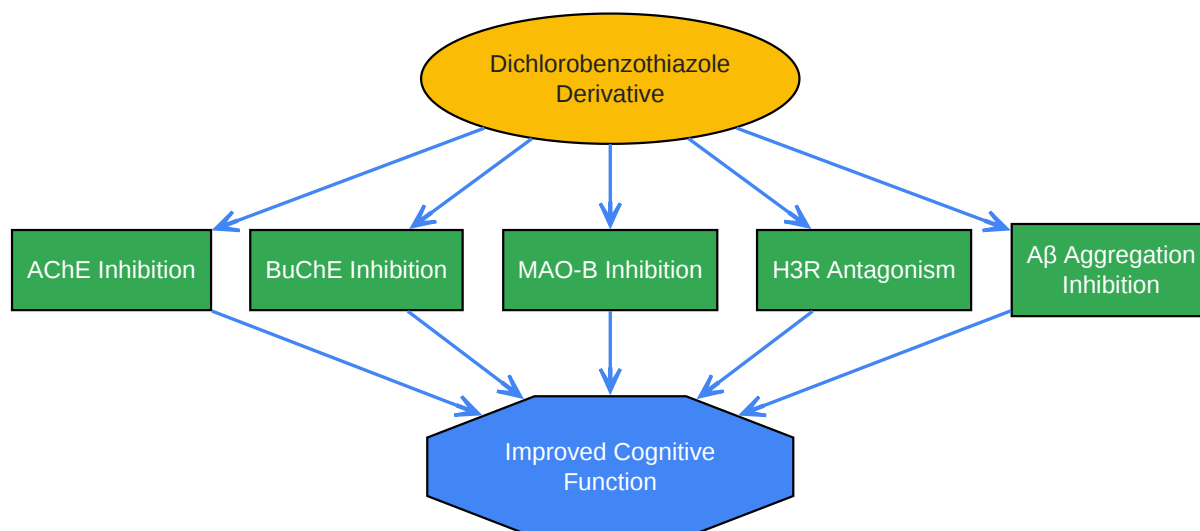 Dichlorobenzothiazole
Derivative
AChE Inhibition
BuChE Inhibition
MAO-B Inhibition
H3R Antagonism
Aβ Aggregation
Inhibition
Improved Cognitive
Function